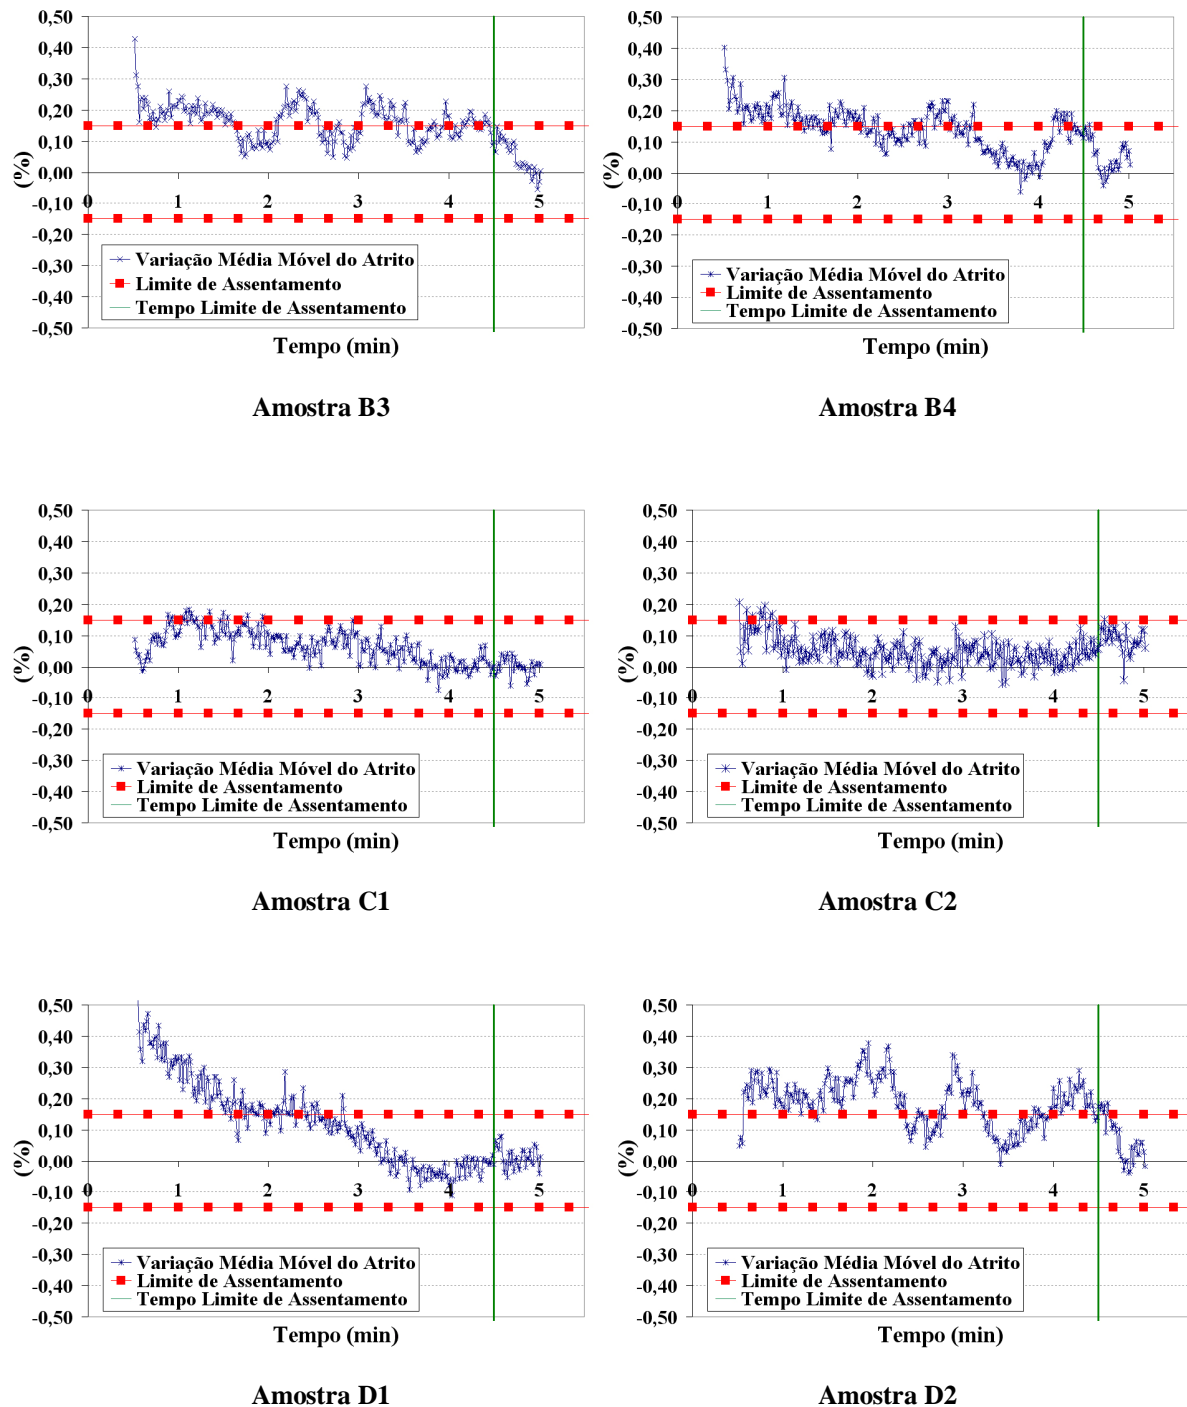 0,50
0,40
0,30
0,20
0,10
0,00
-0,10
-0,20
-0,30
-0,40
-0,50
(%)
0 1 2 3 4 5
Variação Média Móvel do Atrito
Limite de Assentamento
Tempo Limite de Assentamento
Tempo (min)
Amostra B3
0,50
0,40
0,30
0,20
0,10
0,00
-0,10
-0,20
-0,30
-0,40
-0,50
(%)
0 1 2 3 4 5
Variação Média Móvel do Atrito
Limite de Assentamento
Tempo Limite de Assentamento
Tempo (min)
Amostra B4
0,50
0,40
0,30
0,20
0,10
0,00
-0,10
-0,20
-0,30
-0,40
-0,50
(%)
0 1 2 3 4 5
Variação Média Móvel do Atrito
Limite de Assentamento
Tempo Limite de Assentamento
Tempo (min)
Amostra C1
0,50
0,40
0,30
0,20
0,10
0,00
-0,10
-0,20
-0,30
-0,40
-0,50
(%)
0 1 2 3 4 5
Variação Média Móvel do Atrito
Limite de Assentamento
Tempo Limite de Assentamento
Tempo (min)
Amostra C2
0,50
0,40
0,30
0,20
0,10
0,00
-0,10
-0,20
-0,30
-0,40
-0,50
(%)
0 1 2 3 4 5
Variação Média Móvel do Atrito
Limite de Assentamento
Tempo Limite de Assentamento
Tempo (min)
Amostra D1
0,50
0,40
0,30
0,20
0,10
0,00
-0,10
-0,20
-0,30
-0,40
-0,50
(%)
0 1 2 3 4 5
Variação Média Móvel do Atrito
Limite de Assentamento
Tempo Limite de Assentamento
Tempo (min)
Amostra D2